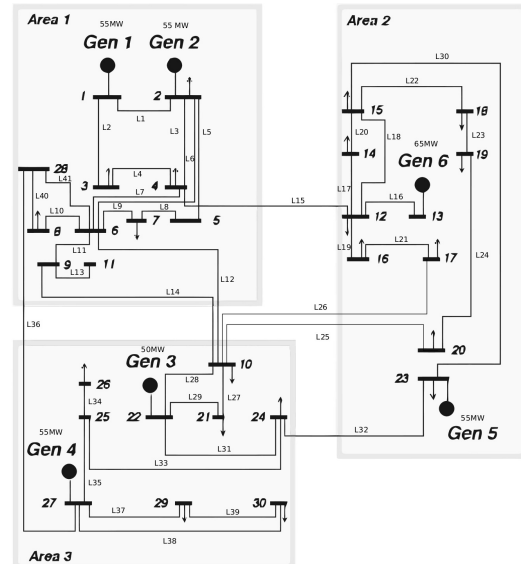 Area 1
55MW
55 MW
Gen 1
Gen 2
1
2
L1
L2
L3
L5
L6
L4
L7
3
4
28
L41
L40
L10
L9
L8
8
6
7
5
L11
9
11
L13
L14
L12
L15
L36
Area 2
L30
L22
15
18
L20
L18
L23
14
19
65MW
Gen 6
L17
L16
12
13
L19
L21
16
17
L24
L26
L25
20
23
55MW
Gen 5
L32
50MW
Gen 3
10
L28
L27
26
L29
L34
25
22
21
24
L31
L33
55MW
Gen 4
L35
27
29
30
L37
L39
L38
Area 3